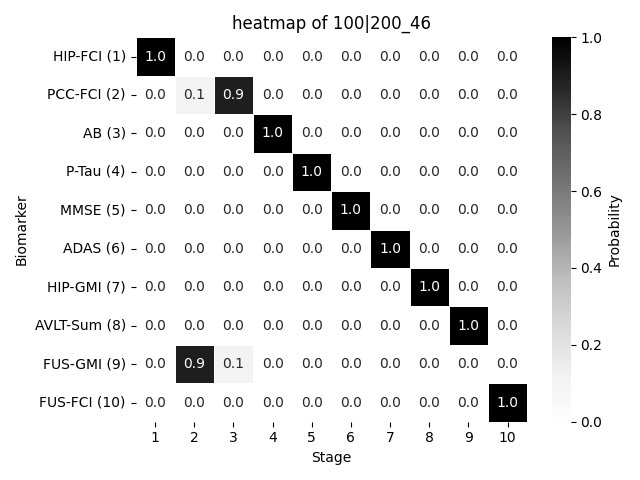 heatmap of 100|200_46
HIP-FCI (1) 1.0 0.0 0.0 0.0 0.0 0.0 0.0 0.0 0.0 0.0
PCC-FCI (2) 0.0 0.1 0.9 0.0 0.0 0.0 0.0 0.0 0.0 0.0
AB (3) 0.0 0.0 0.0 1.0 0.0 0.0 0.0 0.0 0.0 0.0
P-Tau (4) 0.0 0.0 0.0 0.0 1.0 0.0 0.0 0.0 0.0 0.0
MMSE (5) 0.0 0.0 0.0 0.0 0.0 1.0 0.0 0.0 0.0 0.0
ADAS (6) 0.0 0.0 0.0 0.0 0.0 0.0 1.0 0.0 0.0 0.0
HIP-GMI (7) 0.0 0.0 0.0 0.0 0.0 0.0 0.0 1.0 0.0 0.0
AVLT-Sum (8) 0.0 0.0 0.0 0.0 0.0 0.0 0.0 0.0 1.0 0.0
FUS-GMI (9) 0.0 0.9 0.1 0.0 0.0 0.0 0.0 0.0 0.0 0.0
FUS-FCI (10) 0.0 0.0 0.0 0.0 0.0 0.0 0.0 0.0 0.0 1.0
1 2 3 4 5 6 7 8 9 10
Stage
Biomarker
1.0
0.8
0.6
0.4
0.2
0.0
Probability